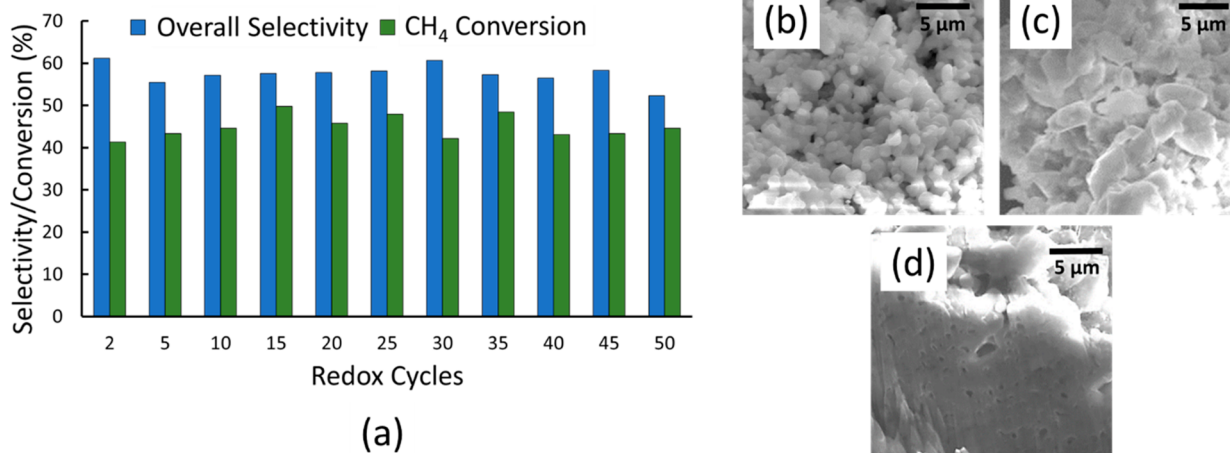 Overall Selectivity CH₄ Conversion
Selectivity/Conversion (%)
70
60
50
40
30
20
10
0
2 5 10 15 20 25 30 35 40 45 50
Redox Cycles
(a)
(b) 5 µm
(c) 5 µm
(d) 5 µm